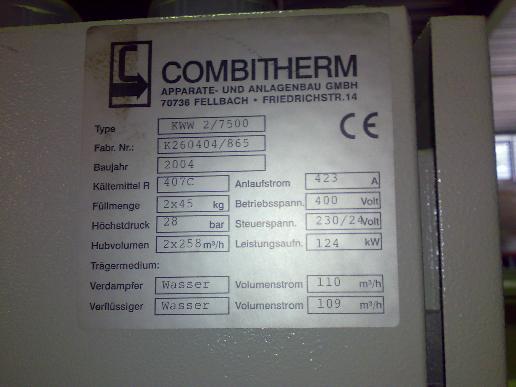 COMBITHERM
APPARATE- UND ANLAGENBAU GMBH
70736 FELLBACH • FRIEDRICHSTR.14
Type KWW 2/7500
Fabr. Nr.: K260404/865 CE
Baujahr 2004
Kältemittel R 407C Anlaufstrom 423 A
Füllmenge 2x45 kg Betriebsspann. 400 Volt
Höchstdruck 28 bar Steuerspann. 230/24Volt
Hubvolumen 2x258 m³/h Leistungsaufn. 124 kW
Trägermedium:
Verdampfer Wasser Volumenstrom 110 m³/h
Verflüssiger Wasser Volumenstrom 109 m³/h